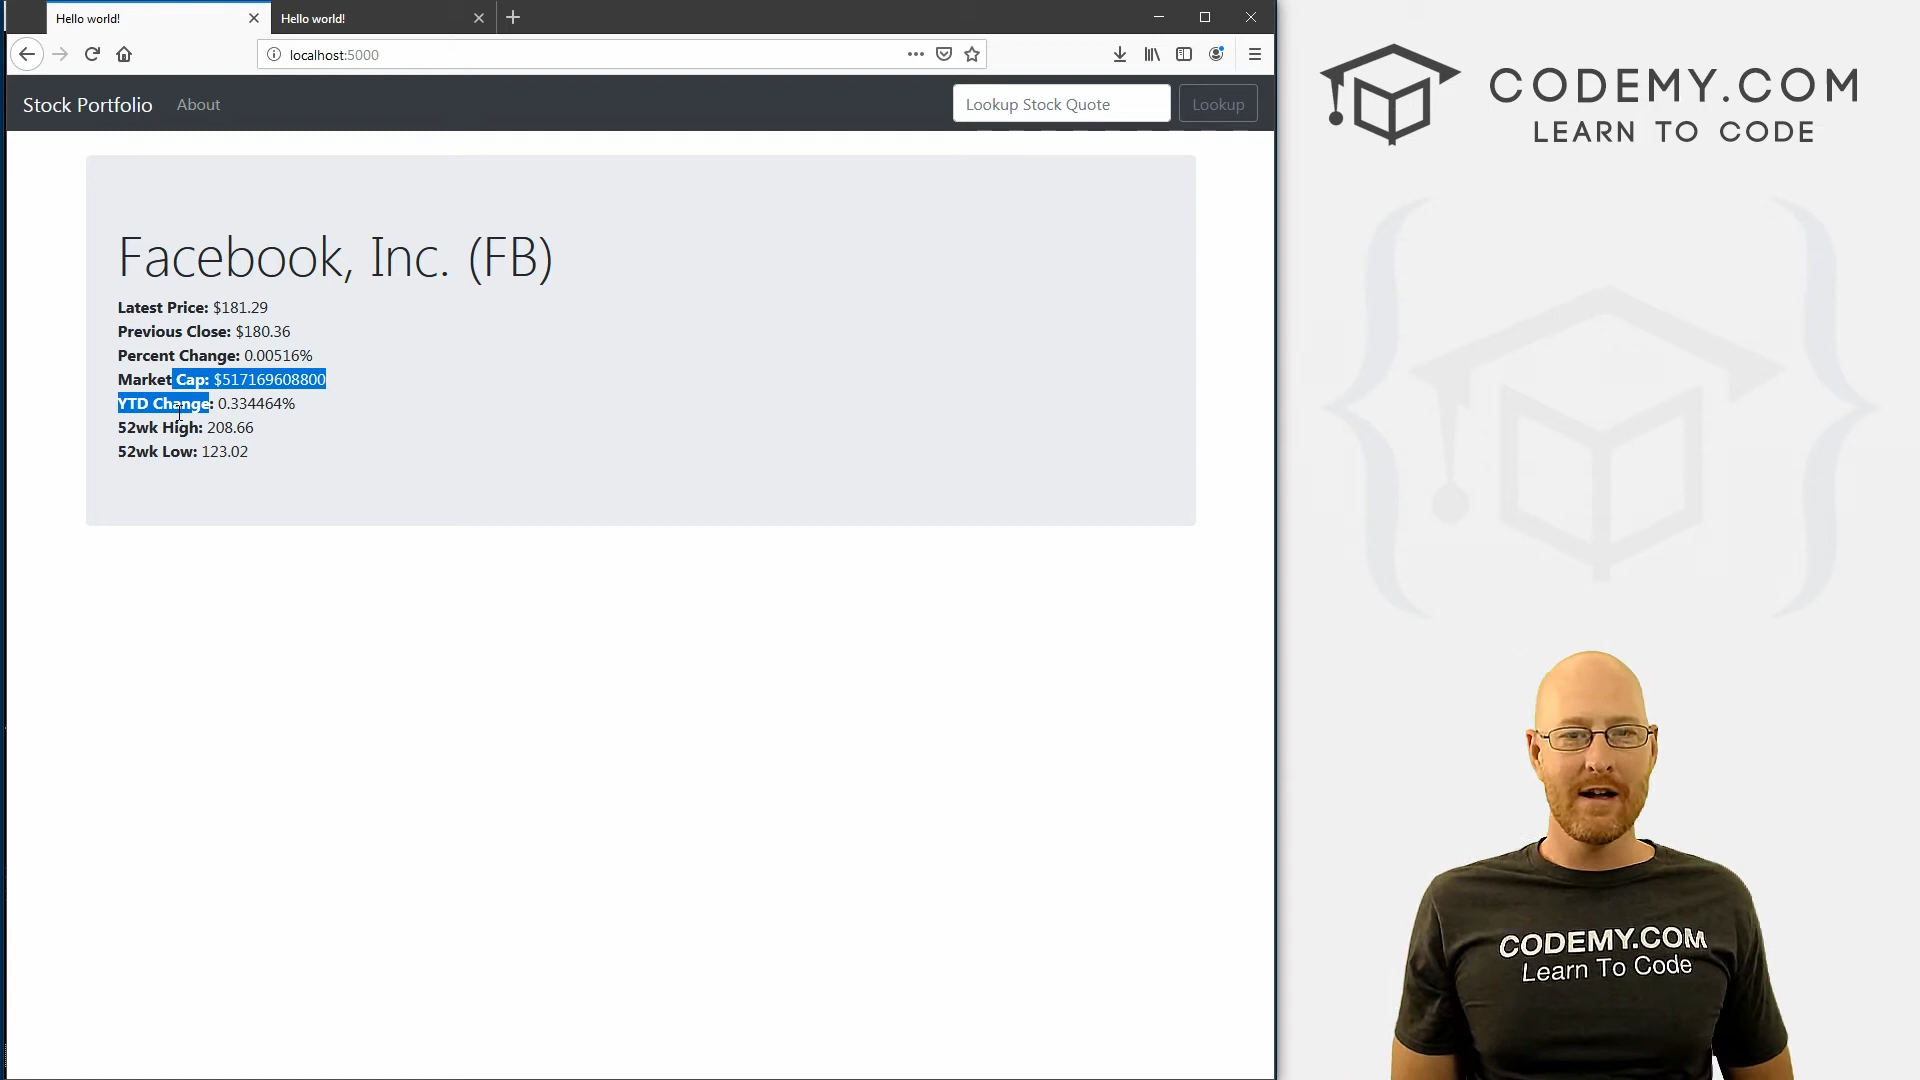 Hello world!
Hello world!
localhost:5000
Stock Portfolio
About
Lookup Stock Quote
Lookup
Facebook, Inc. (FB)
Latest Price: $181.29
Previous Close: $180.36
Percent Change: 0.00516%
Market Cap: $517169608800
YTD Change: 0.334464%
52wk High: 208.66
52wk Low: 123.02
CODEMY.COM
LEARN TO CODE
CODEMY.COM
Learn To Code